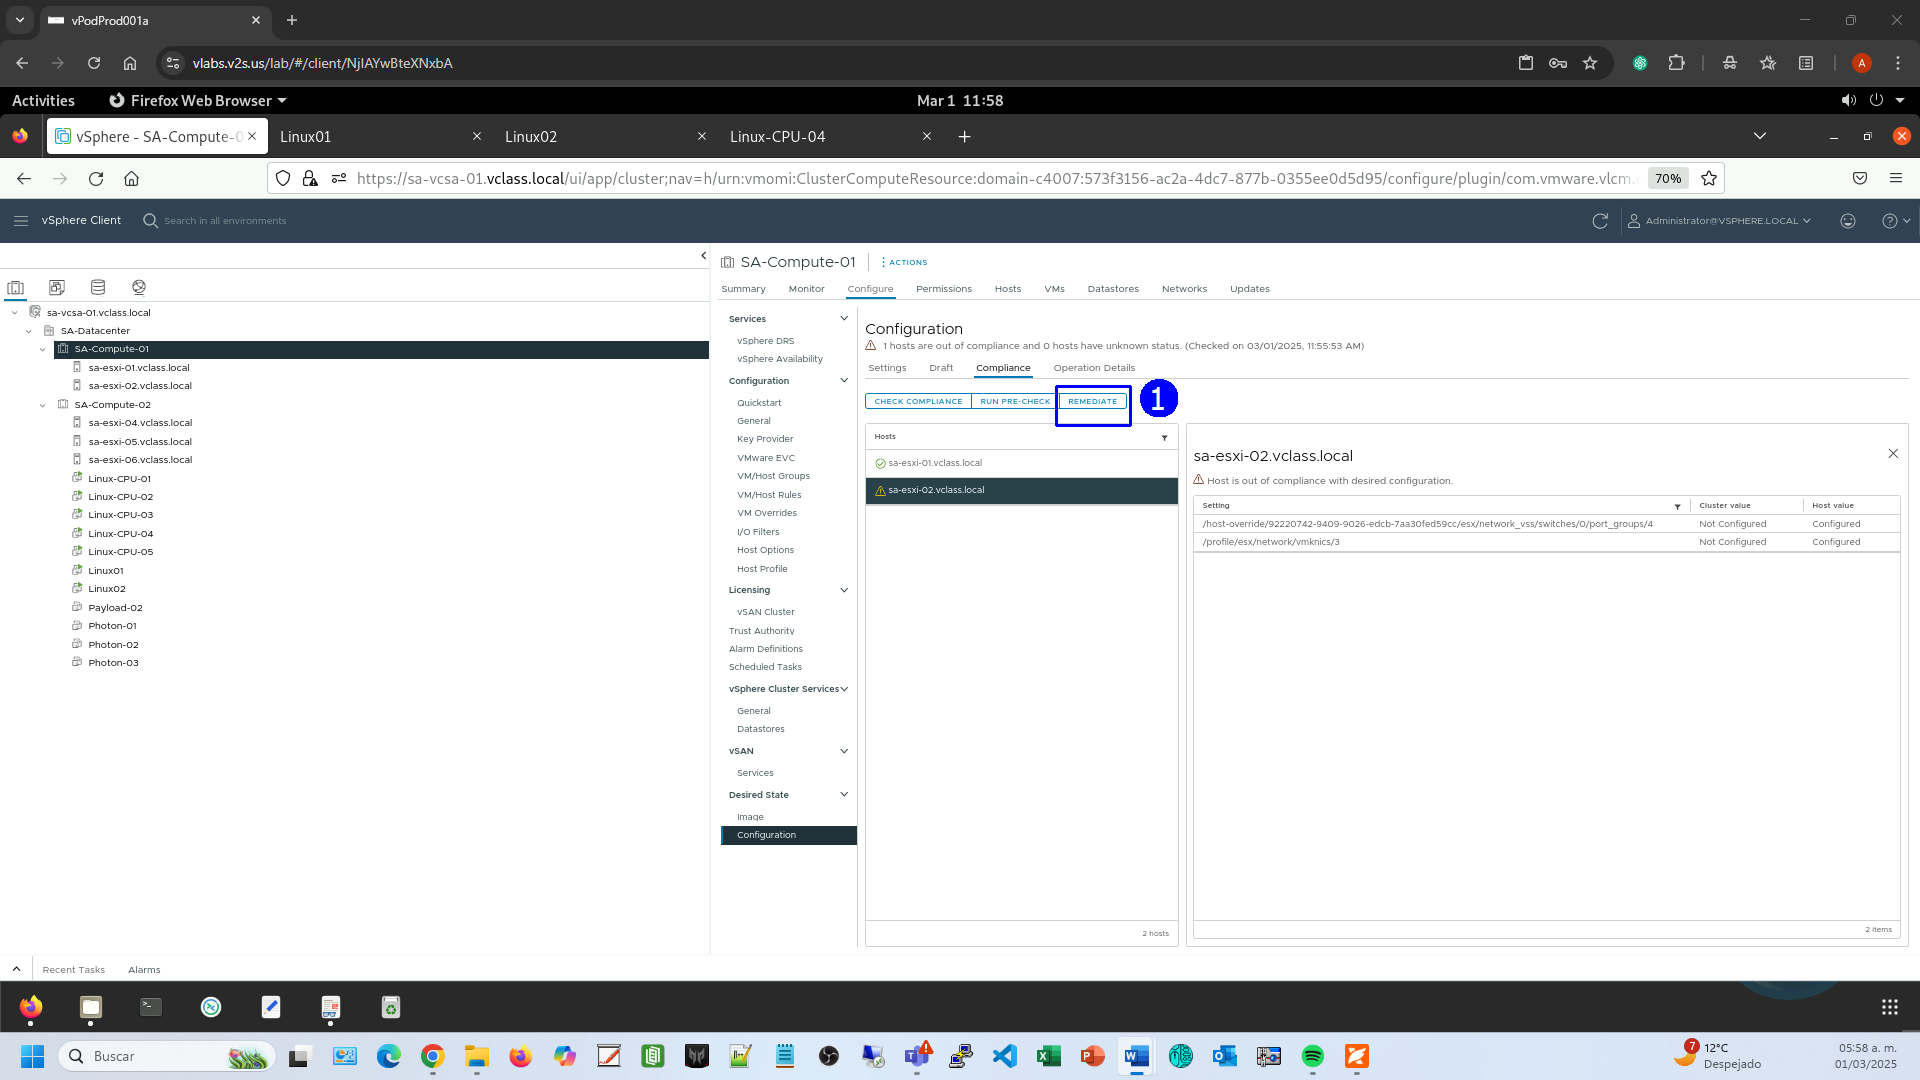 vPodProd001a
vlabs.v2s.us/lab/#/client/NjIAYwBteXNxbA
A
Activities
Firefox Web Browser
Mar 1 11:58
vSphere - SA-Compute-0
Linux01
Linux02
Linux-CPU-04
https://sa-vcsa-01.vclass.local/ui/app/cluster;nav=h/urn:vmomi:ClusterComputeResource:domain-c4007:573f3156-ac2a-4dc7-877b-0355ee0d5d95/configure/plugin/com.vmware.vlcm.
70%
vSphere Client
Search in all environments
Administrator@VSPHERE.LOCAL
sa-vcsa-01.vclass.local
SA-Datacenter
SA-Compute-01
sa-esxi-01.vclass.local
sa-esxi-02.vclass.local
SA-Compute-02
sa-esxi-04.vclass.local
sa-esxi-05.vclass.local
sa-esxi-06.vclass.local
Linux-CPU-01
Linux-CPU-02
Linux-CPU-03
Linux-CPU-04
Linux-CPU-05
Linux01
Linux02
Payload-02
Photon-01
Photon-02
Photon-03
SA-Compute-01
ACTIONS
Summary
Monitor
Configure
Permissions
Hosts
VMs
Datastores
Networks
Updates
Services
vSphere DRS
vSphere Availability
Configuration
Quickstart
General
Key Provider
VMware EVC
VM/Host Groups
VM/Host Rules
VM Overrides
I/O Filters
Host Options
Host Profile
Licensing
vSAN Cluster
Trust Authority
Alarm Definitions
Scheduled Tasks
vSphere Cluster Services
General
Datastores
vSAN
Services
Desired State
Image
Configuration
Configuration
1 hosts are out of compliance and 0 hosts have unknown status. (Checked on 03/01/2025, 11:55:53 AM)
Settings
Draft
Compliance
Operation Details
CHECK COMPLIANCE
RUN PRE-CHECK
REMEDIATE
1
Hosts
sa-esxi-01.vclass.local
sa-esxi-02.vclass.local
2 hosts
sa-esxi-02.vclass.local
Host is out of compliance with desired configuration.
Setting
Cluster value
Host value
/host-override/92220742-9409-9026-edcb-7aa30fed59cc/esx/network_vss/switches/0/port_groups/4
Not Configured
Configured
/profile/esx/network/vmknics/3
Not Configured
Configured
2 items
Recent Tasks
Alarms
Buscar
7
12°C
Despejado
05:58 a. m.
01/03/2025